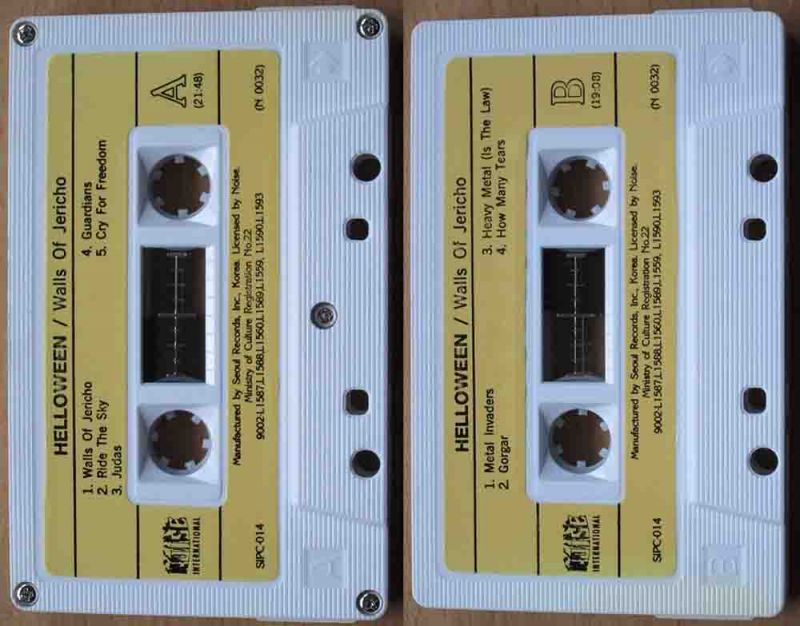 HELLOWEEN / Walls Of Jericho
1. Walls Of Jericho
2. Ride The Sky
3. Judas
4. Guardians
5. Cry For Freedom
A
(21:48)
NOISE
INTERNATIONAL
Manufactured by Seoul Records, Inc., Korea. Licensed by Noise.
Ministry of Culture Registration No.22
9002-L1587,L1588,L1560,L1589,L1559, L1590,L1593
SIPC-014
(N 0032)
A
HELLOWEEN / Walls Of Jericho
1. Metal Invaders
2. Gorgar
3. Heavy Metal (Is The Law)
4. How Many Tears
B
(19:08)
NOISE
INTERNATIONAL
Manufactured by Seoul Records, Inc., Korea. Licensed by Noise.
Ministry of Culture Registration No.22
9002-L1587,L1588,L1560,L1589,L1559, L1590,L1593
SIPC-014
(N 0032)
B